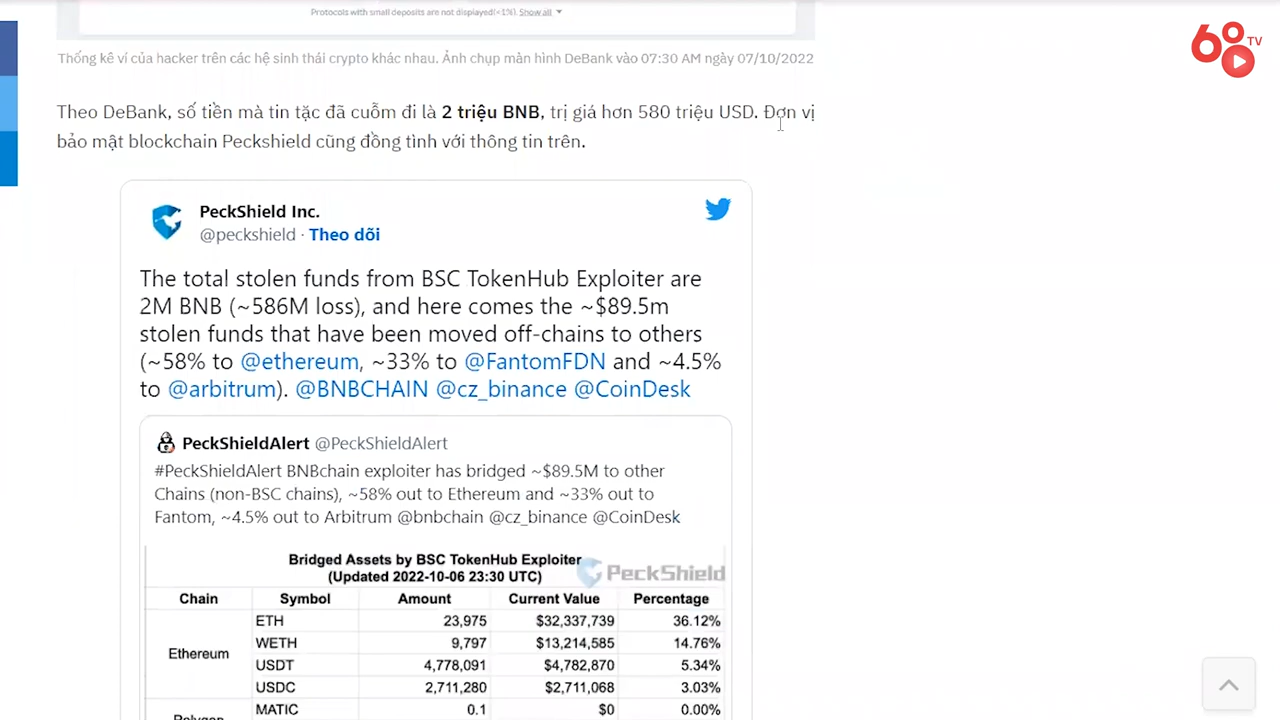 Protocols with small deposits are not displayed(<1%). Show all
68 TV
Thống kê ví của hacker trên các hệ sinh thái crypto khác nhau. Ảnh chụp màn hình DeBank vào 07:30 AM ngày 07/10/2022
Theo DeBank, số tiền mà tin tặc đã cuỗm đi là 2 triệu BNB, trị giá hơn 580 triệu USD. Đơn vị
bảo mật blockchain Peckshield cũng đồng tình với thông tin trên.
PeckShield Inc.
@peckshield · Theo dõi
The total stolen funds from BSC TokenHub Exploiter are
2M BNB (~586M loss), and here comes the ~$89.5m
stolen funds that have been moved off-chains to others
(~58% to @ethereum, ~33% to @FantomFDN and ~4.5%
to @arbitrum). @BNBCHAIN @cz_binance @CoinDesk
PeckShieldAlert @PeckShieldAlert
#PeckShieldAlert BNBchain exploiter has bridged ~$89.5M to other
Chains (non-BSC chains), ~58% out to Ethereum and ~33% out to
Fantom, ~4.5% out to Arbitrum @bnbchain @cz_binance @CoinDesk
Bridged Assets by BSC TokenHub Exploiter
(Updated 2022-10-06 23:30 UTC)
PeckShield
Chain Symbol Amount Current Value Percentage
Ethereum
ETH 23,975 $32,337,739 36.12%
WETH 9,797 $13,214,585 14.76%
USDT 4,778,091 $4,782,870 5.34%
USDC 2,711,280 $2,711,068 3.03%
Polygon MATIC 0.1 $0 0.00%